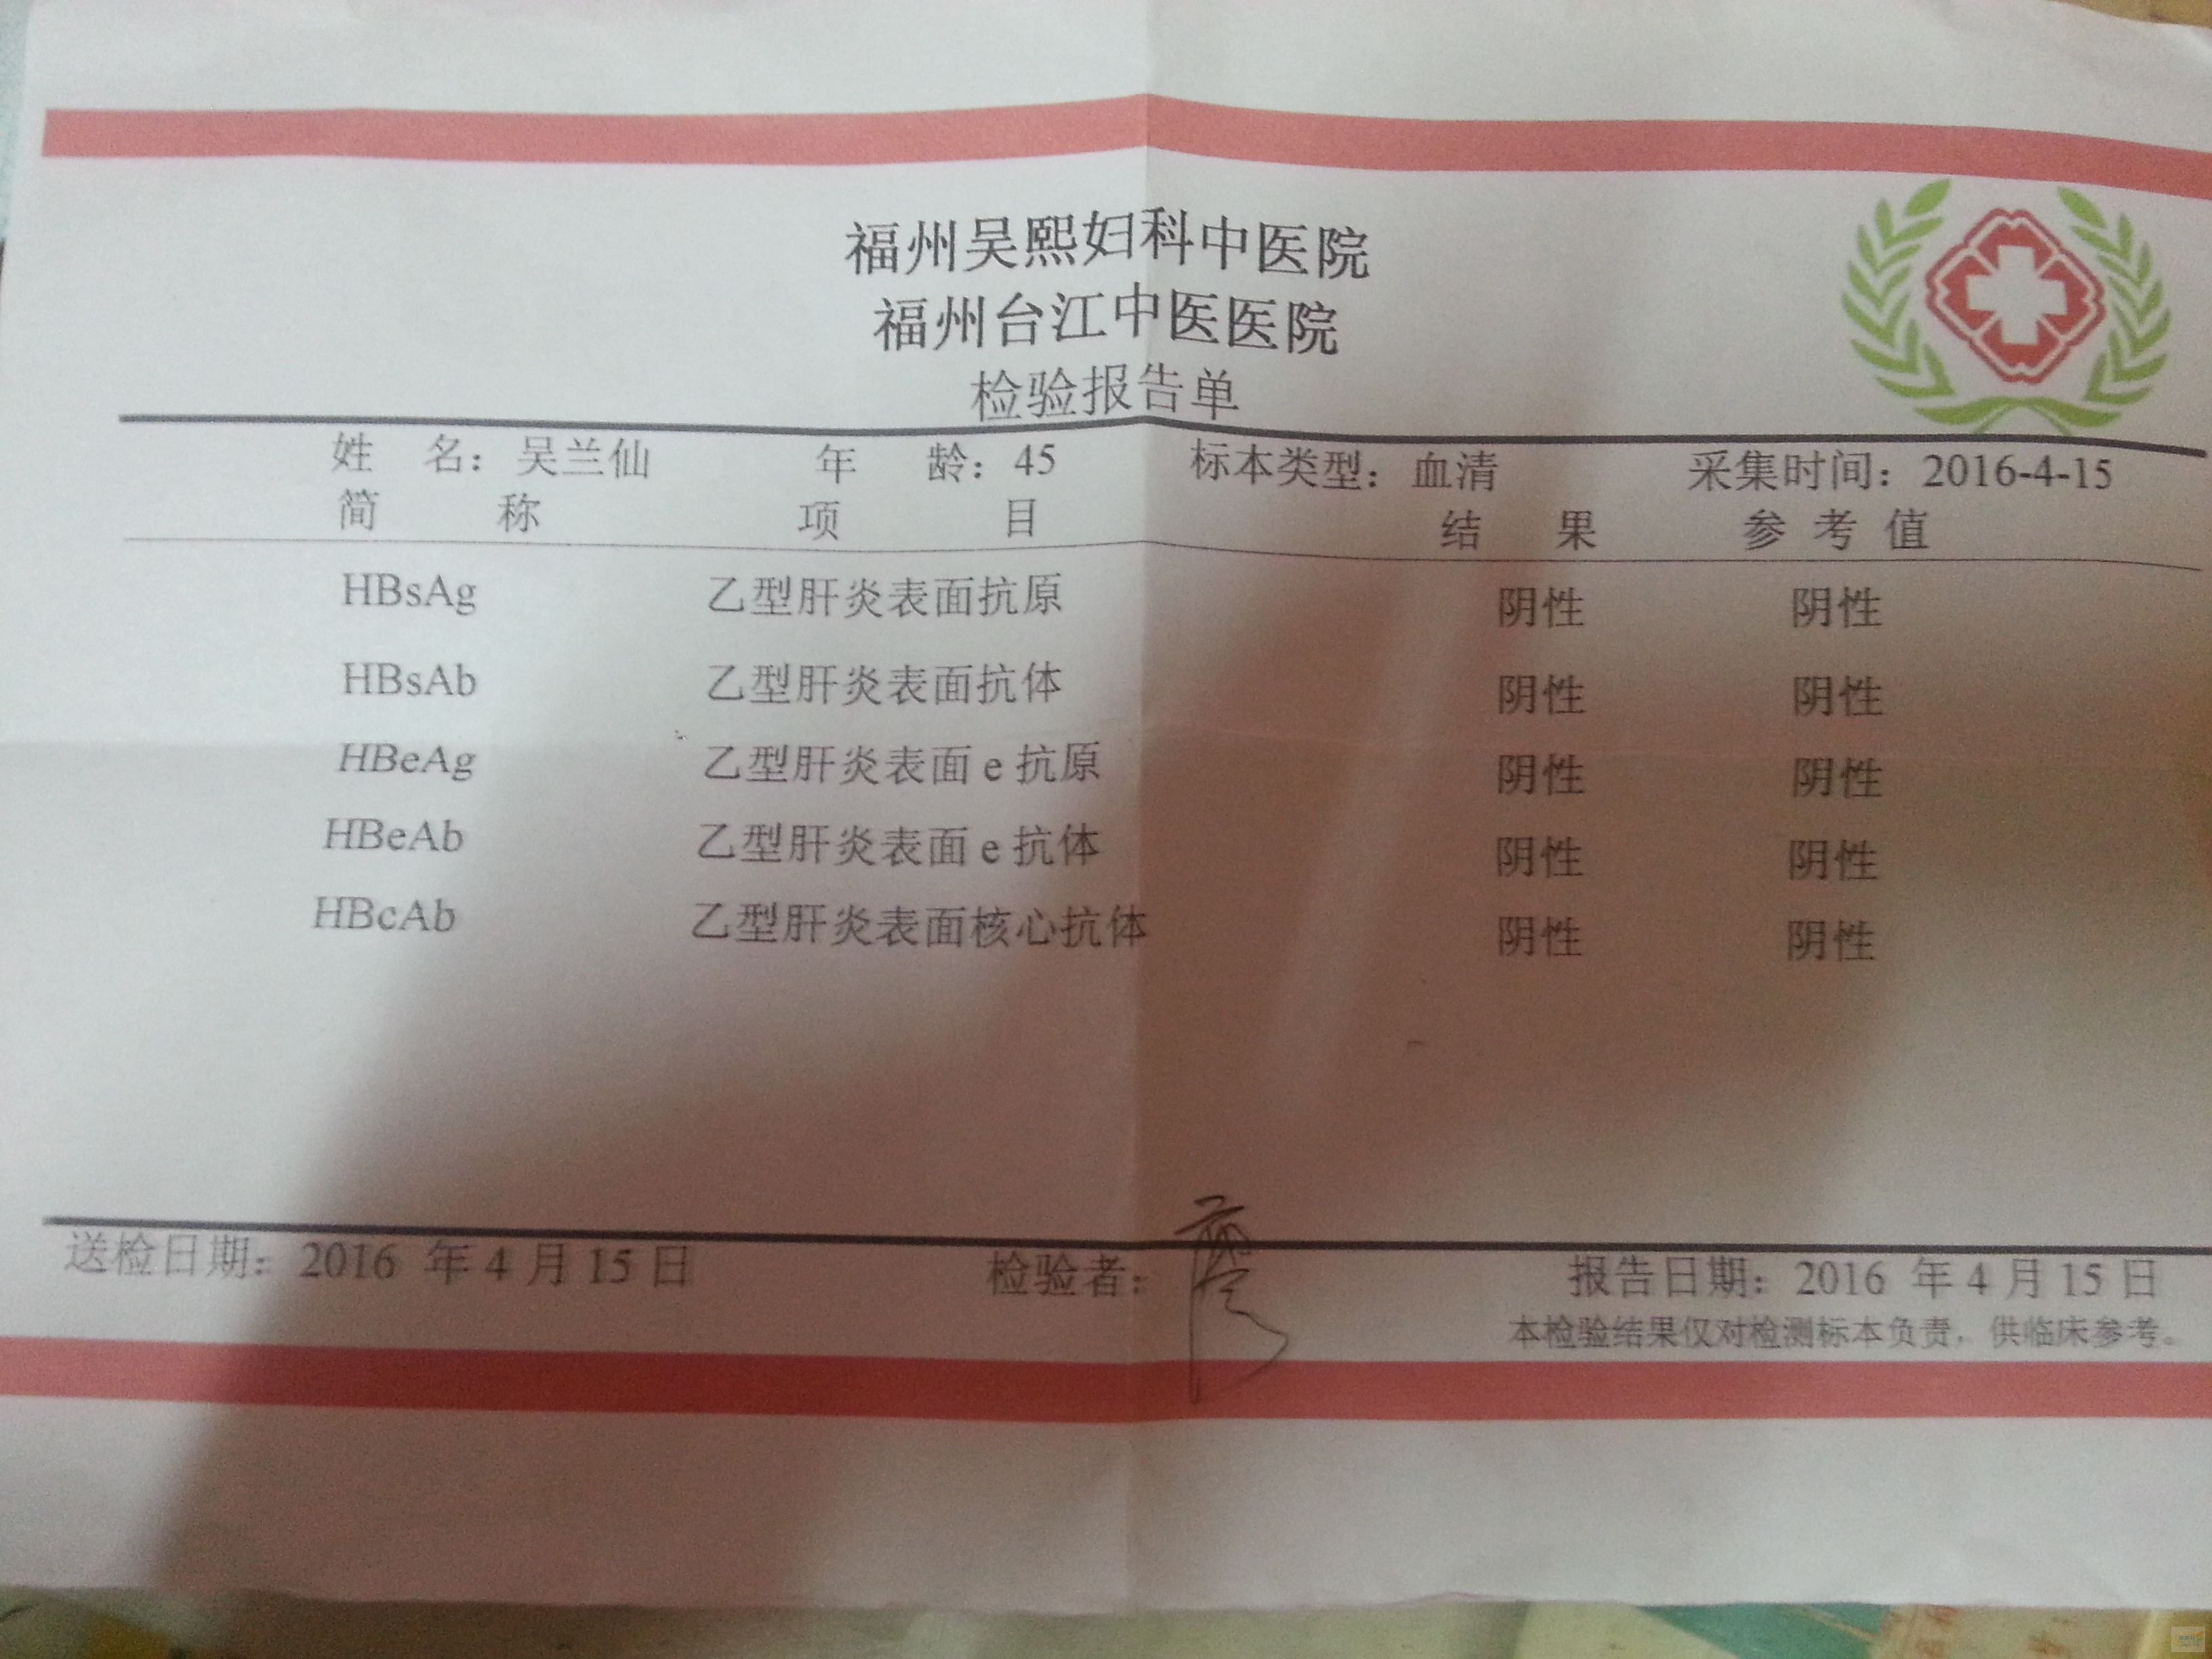 福州吴熙妇科中医院
福州台江中医医院
检验报告单
姓 名：吴兰仙 年 龄：45 标本类型：血清 采集时间：2016-4-15
简 称 项 目 结 果 参 考 值
HBsAg 乙型肝炎表面抗原 阴性 阴性
HBsAb 乙型肝炎表面抗体 阴性 阴性
HBeAg 乙型肝炎表面 e 抗原 阴性 阴性
HBeAb 乙型肝炎表面 e 抗体 阴性 阴性
HBcAb 乙型肝炎表面核心抗体 阴性 阴性
送检日期：2016 年 4 月 15 日 检验者： 报告日期：2016 年 4 月 15 日
本检验结果仅对检测标本负责，供临床参考。